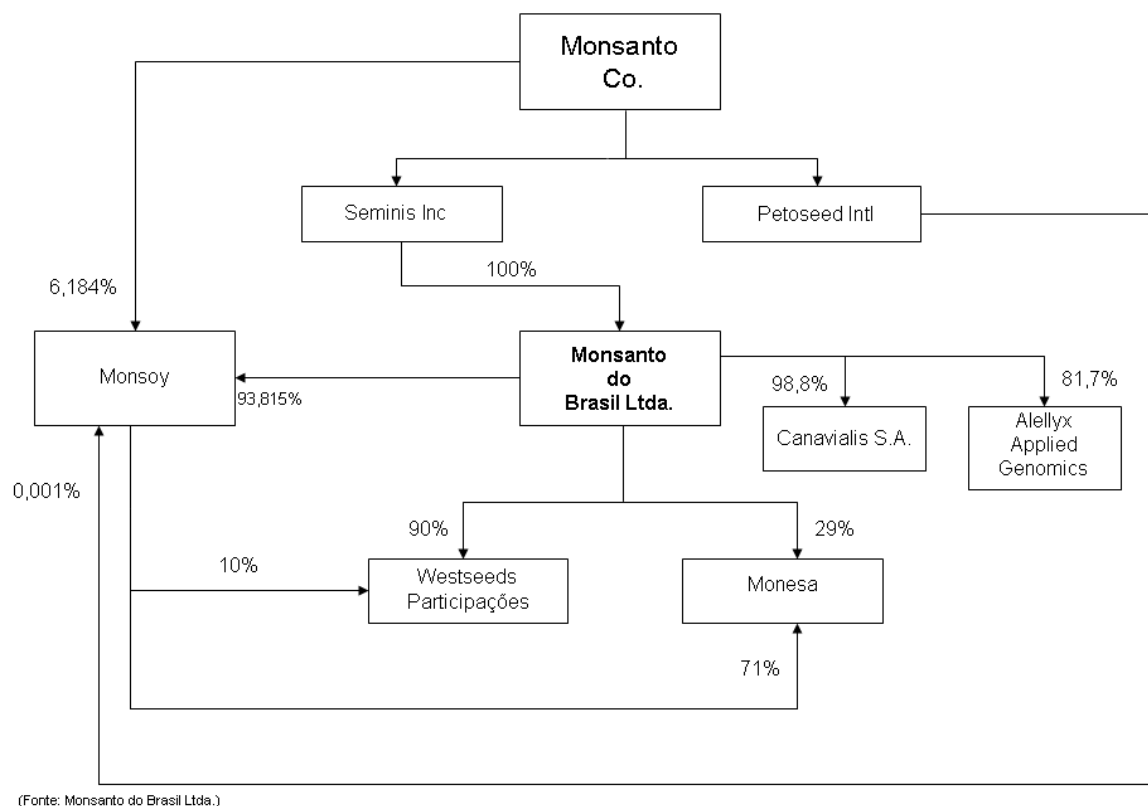 Monsanto
Co.
Seminis Inc
Petoseed Intl
100%
6,184%
Monsoy
93,815%
Monsanto
do
Brasil Ltda.
98,8%
81,7%
Canavialis S.A.
Alellyx
Applied
Genomics
0,001%
90%
29%
10%
Westseeds
Participações
Monesa
71%
(Fonte: Monsanto do Brasil Ltda.)